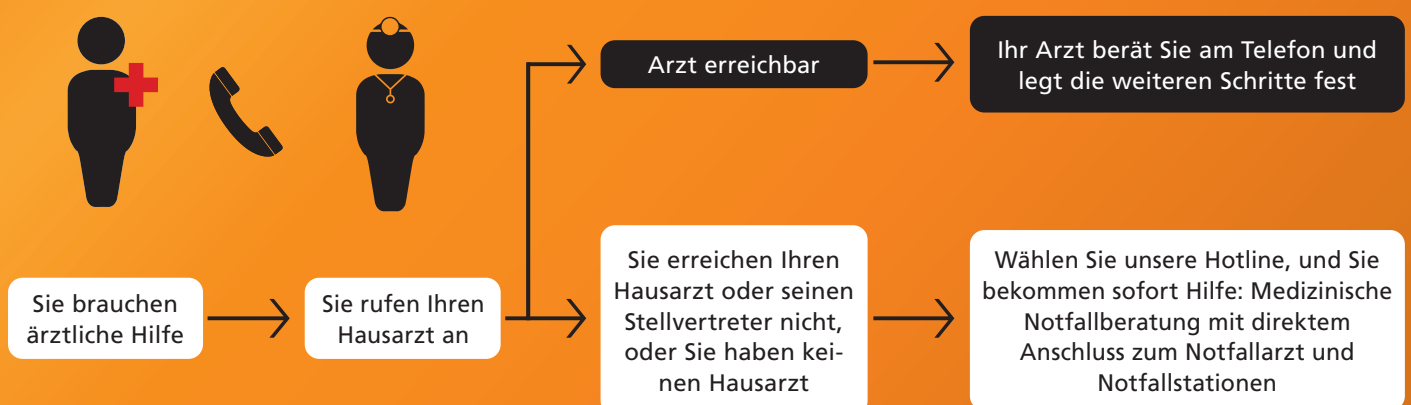 Arzt erreichbar
Ihr Arzt berät Sie am Telefon und
legt die weiteren Schritte fest
Sie brauchen
ärztliche Hilfe
Sie rufen Ihren
Hausarzt an
Sie erreichen Ihren
Hausarzt oder seinen
Stellvertreter nicht,
oder Sie haben kei-
nen Hausarzt
Wählen Sie unsere Hotline, und Sie
bekommen sofort Hilfe: Medizinische
Notfallberatung mit direktem
Anschluss zum Notfallarzt und
Notfallstationen